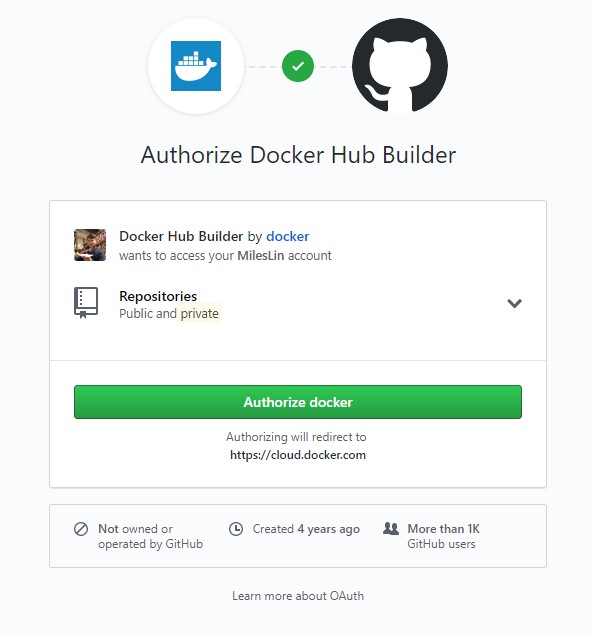 Authorize Docker Hub Builder
Docker Hub Builder by docker
wants to access your MilesLin account
Repositories
Public and private
Authorize docker
Authorizing will redirect to
https://cloud.docker.com
Not owned or
operated by GitHub
Created 4 years ago
More than 1K
GitHub users
Learn more about OAuth